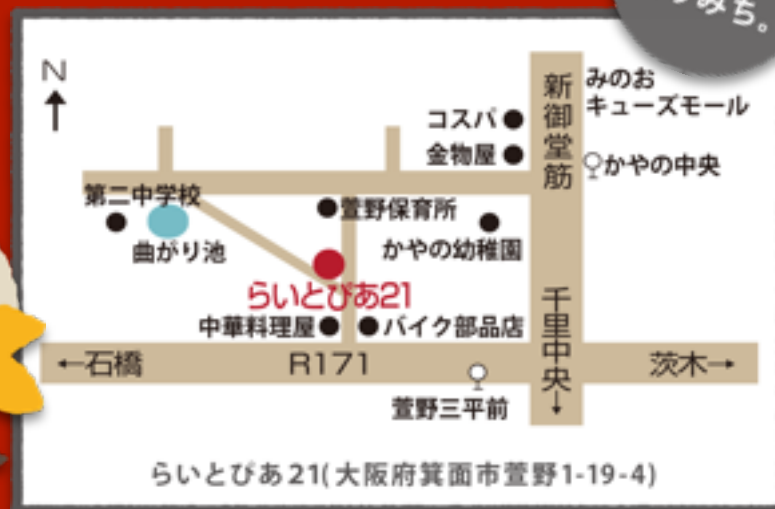 みち。
N
新御堂筋
みのお
キューズモール
コスパ
金物屋
かやの中央
第二中学校
萱野保育所
曲がり池
かやの幼稚園
らいとぴあ21
中華料理屋
バイク部品店
千里中央↓
←石橋
R171
茨木→
萱野三平前
らいとぴあ21(大阪府箕面市萱野1-19-4)